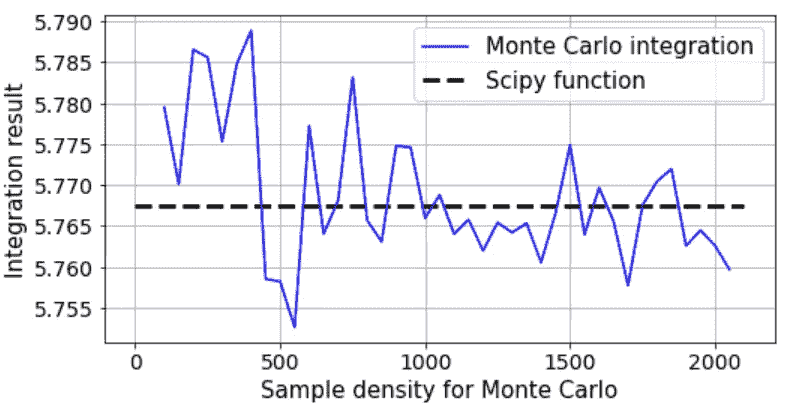 5.790
5.785
5.780
5.775
5.770
5.765
5.760
5.755
Integration result
Monte Carlo integration
Scipy function
0 500 1000 1500 2000
Sample density for Monte Carlo